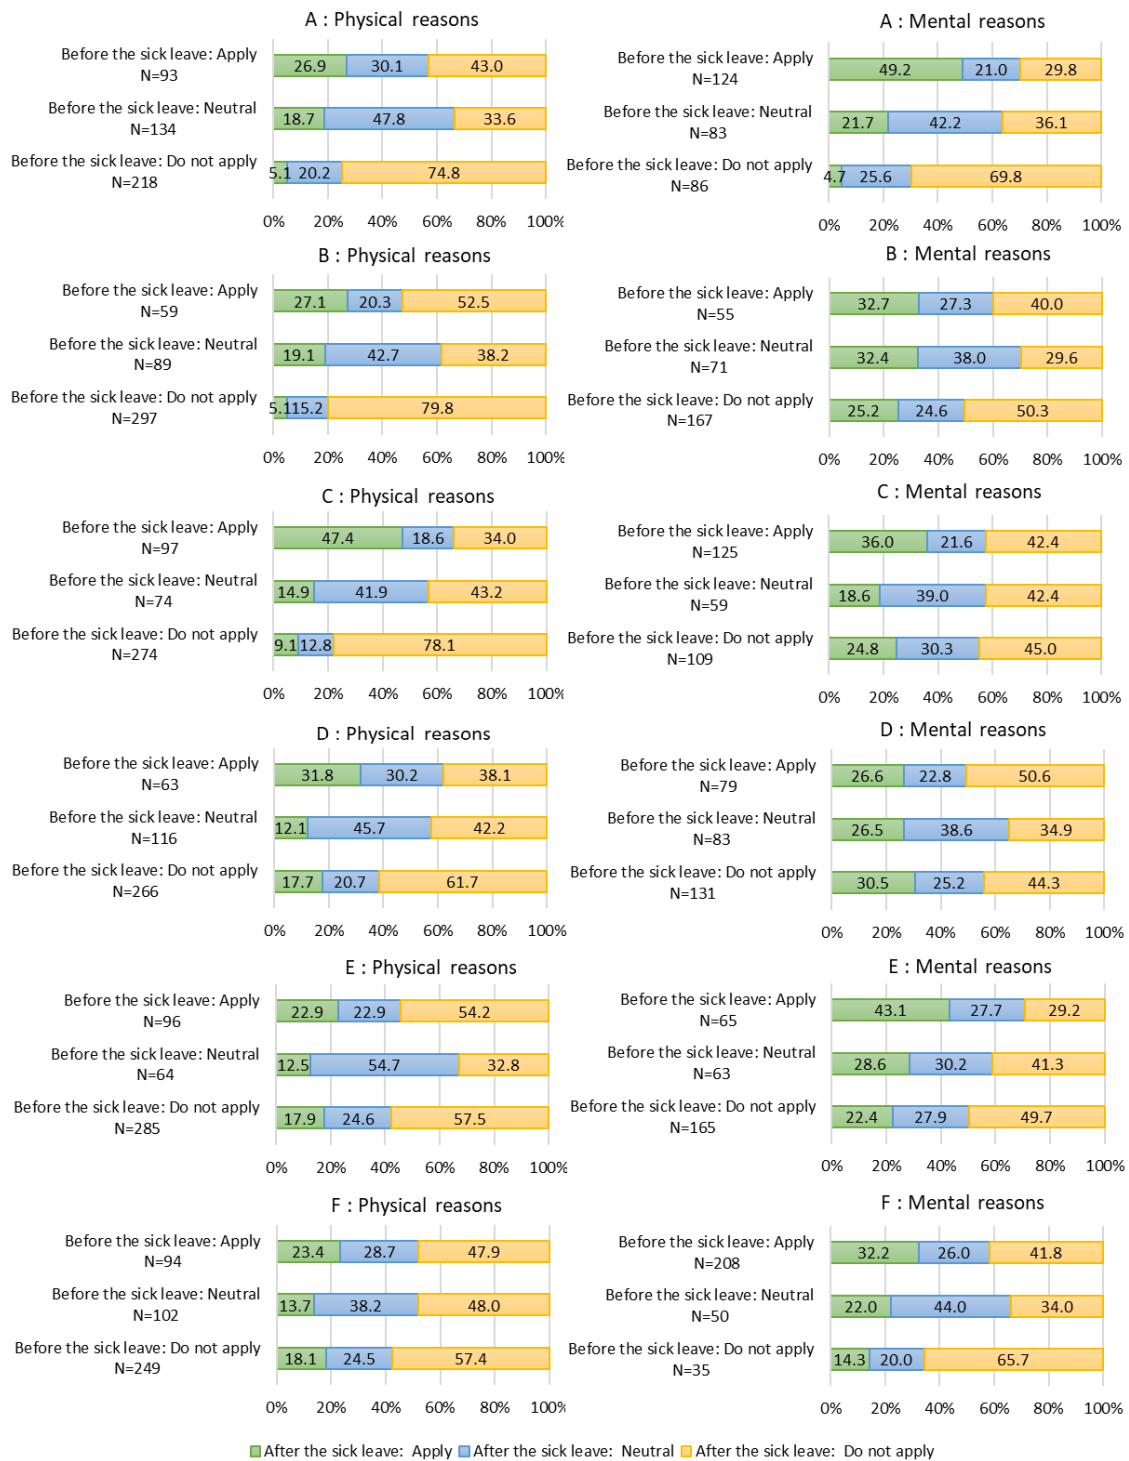 A : Physical reasons
Before the sick leave: Apply
N=93
26.9 30.1 43.0
Before the sick leave: Neutral
N=134
18.7 47.8 33.6
Before the sick leave: Do not apply
N=218
5.1 20.2 74.8
0% 20% 40% 60% 80% 100%
A : Mental reasons
Before the sick leave: Apply
N=124
49.2 21.0 29.8
Before the sick leave: Neutral
N=83
21.7 42.2 36.1
Before the sick leave: Do not apply
N=86
4.7 25.6 69.8
0% 20% 40% 60% 80% 100%
B : Physical reasons
Before the sick leave: Apply
N=59
27.1 20.3 52.5
Before the sick leave: Neutral
N=89
19.1 42.7 38.2
Before the sick leave: Do not apply
N=297
5.1 15.2 79.8
0% 20% 40% 60% 80% 100%
B : Mental reasons
Before the sick leave: Apply
N=55
32.7 27.3 40.0
Before the sick leave: Neutral
N=71
32.4 38.0 29.6
Before the sick leave: Do not apply
N=167
25.2 24.6 50.3
0% 20% 40% 60% 80% 100%
C : Physical reasons
Before the sick leave: Apply
N=97
47.4 18.6 34.0
Before the sick leave: Neutral
N=74
14.9 41.9 43.2
Before the sick leave: Do not apply
N=274
9.1 12.8 78.1
0% 20% 40% 60% 80% 100%
C : Mental reasons
Before the sick leave: Apply
N=125
36.0 21.6 42.4
Before the sick leave: Neutral
N=59
18.6 39.0 42.4
Before the sick leave: Do not apply
N=109
24.8 30.3 45.0
0% 20% 40% 60% 80% 100%
D : Physical reasons
Before the sick leave: Apply
N=63
31.8 30.2 38.1
Before the sick leave: Neutral
N=116
12.1 45.7 42.2
Before the sick leave: Do not apply
N=266
17.7 20.7 61.7
0% 20% 40% 60% 80% 100%
D : Mental reasons
Before the sick leave: Apply
N=79
26.6 22.8 50.6
Before the sick leave: Neutral
N=83
26.5 38.6 34.9
Before the sick leave: Do not apply
N=131
30.5 25.2 44.3
0% 20% 40% 60% 80% 100%
E : Physical reasons
Before the sick leave: Apply
N=96
22.9 22.9 54.2
Before the sick leave: Neutral
N=64
12.5 54.7 32.8
Before the sick leave: Do not apply
N=285
17.9 24.6 57.5
0% 20% 40% 60% 80% 100%
E : Mental reasons
Before the sick leave: Apply
N=65
43.1 27.7 29.2
Before the sick leave: Neutral
N=63
28.6 30.2 41.3
Before the sick leave: Do not apply
N=165
22.4 27.9 49.7
0% 20% 40% 60% 80% 100%
F : Physical reasons
Before the sick leave: Apply
N=94
23.4 28.7 47.9
Before the sick leave: Neutral
N=102
13.7 38.2 48.0
Before the sick leave: Do not apply
N=249
18.1 24.5 57.4
0% 20% 40% 60% 80% 100%
F : Mental reasons
Before the sick leave: Apply
N=208
32.2 26.0 41.8
Before the sick leave: Neutral
N=50
22.0 44.0 34.0
Before the sick leave: Do not apply
N=35
14.3 20.0 65.7
0% 20% 40% 60% 80% 100%
After the sick leave: Apply After the sick leave: Neutral After the sick leave: Do not apply